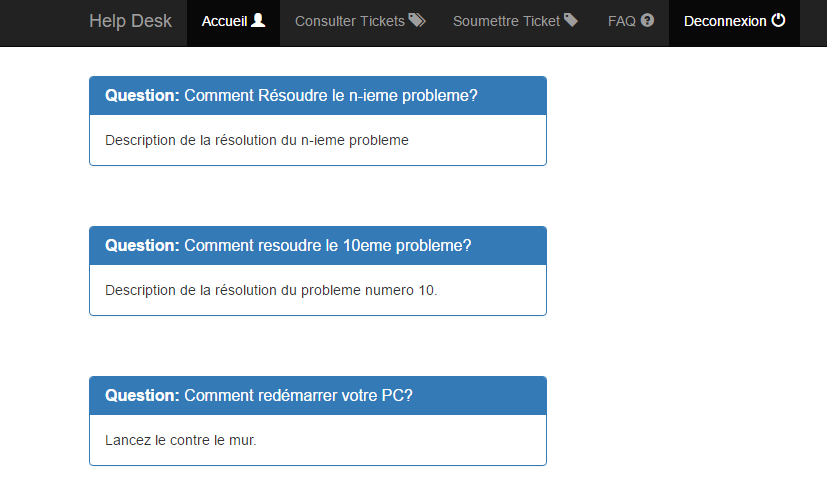 Help Desk Accueil Consulter Tickets Soumettre Ticket FAQ Deconnexion
Question: Comment Résoudre le n-ieme probleme?
Description de la résolution du n-ieme probleme
Question: Comment resoudre le 10eme probleme?
Description de la résolution du probleme numero 10.
Question: Comment redémarrer votre PC?
Lancez le contre le mur.